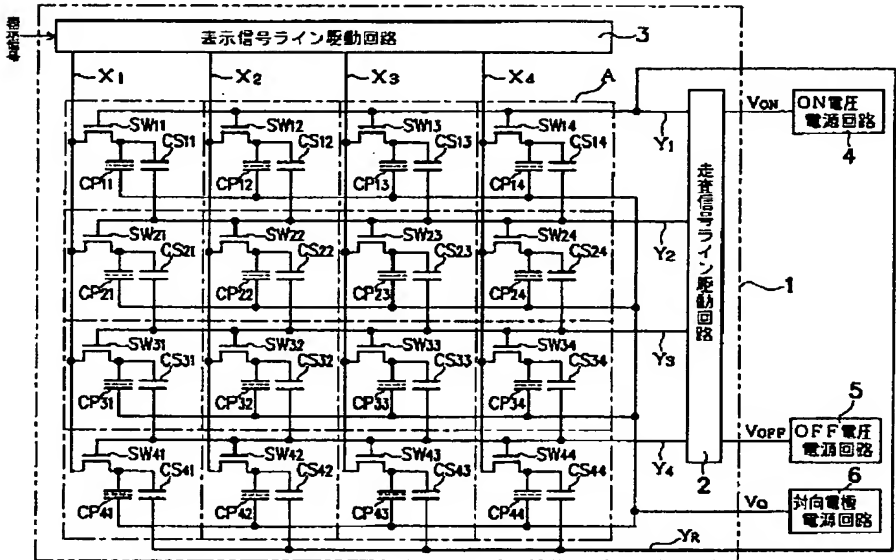 表示信号
表示信号ライン駆動回路
3
X1
X2
X3
X4
A
VON
ON電圧
電源回路
4
SW11
SW12
SW13
SW14
Y1
CS11
CS12
CS13
CS14
CP11
CP12
CP13
CP14
走査信号ライン駆動回路
2
1
SW21
SW22
SW23
SW24
Y2
CS21
CS22
CS23
CS24
CP21
CP22
CP23
CP24
SW31
SW32
SW33
SW34
Y3
CS31
CS32
CS33
CS34
CP31
CP32
CP33
CP34
5
VOFF
OFF電圧
電源回路
SW41
SW42
SW43
SW44
Y4
CS41
CS42
CS43
CS44
6
VQ
対向電極
電源回路
CP41
CP42
CP43
CP44
YR